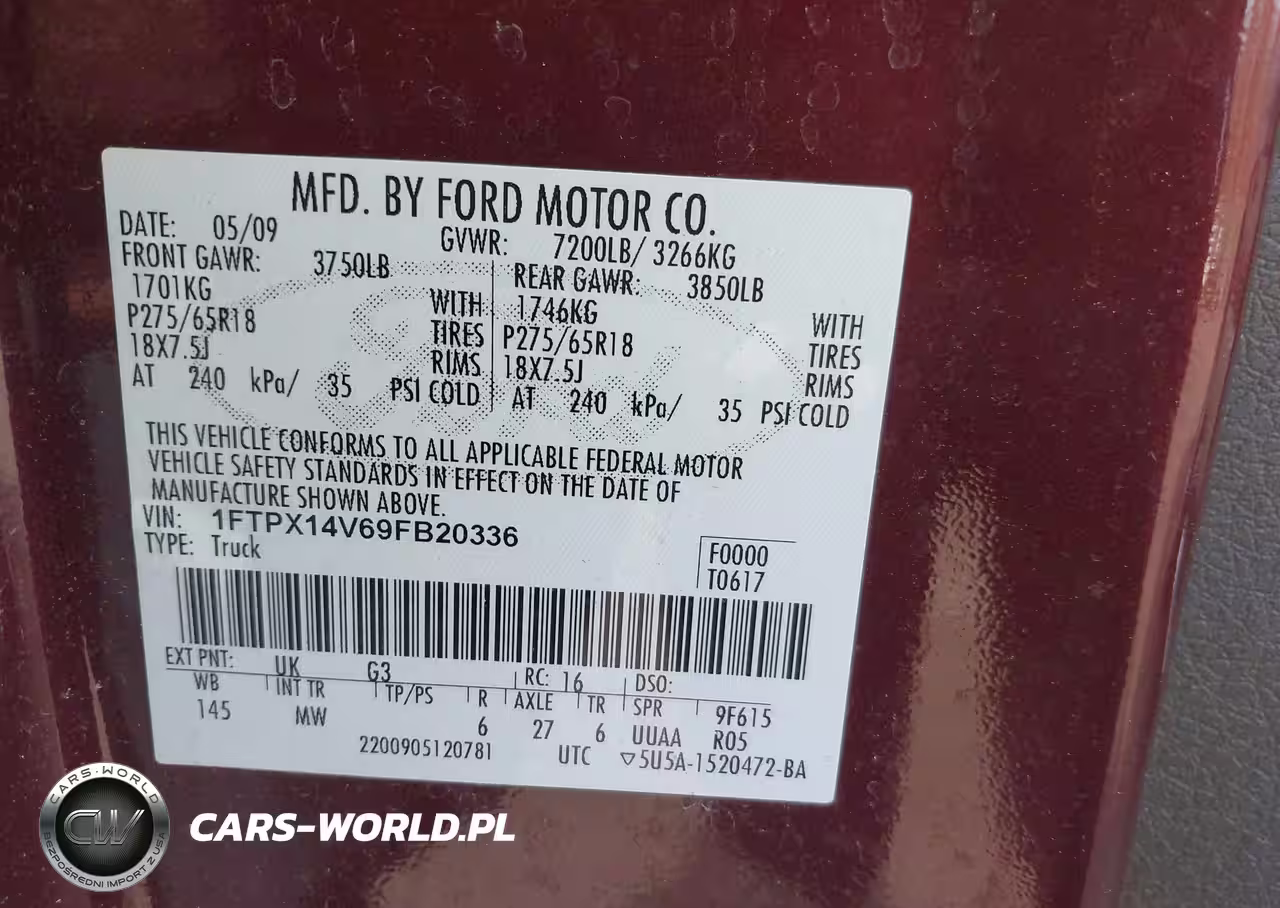 MFD. BY FORD MOTOR CO.
DATE: 05/09 GVWR: 7200LB/ 3266KG
FRONT GAWR: 3750LB REAR GAWR: 3850LB
1701KG WITH 1746KG WITH
P275/65R18 TIRES P275/65R18 TIRES
18X7.5J RIMS 18X7.5J RIMS
AT 240 kPa/ 35 PSI COLD AT 240 kPa/ 35 PSI COLD
THIS VEHICLE CONFORMS TO ALL APPLICABLE FEDERAL MOTOR
VEHICLE SAFETY STANDARDS IN EFFECT ON THE DATE OF
MANUFACTURE SHOWN ABOVE.
VIN: 1FTPX14V69FB20336
TYPE: Truck
F0000
T0617
EXT PNT: UK G3 RC: 16 DSO:
WB INT TR TP/PS R AXLE TR SPR 9F615
145 MW 6 27 6 UUAA R05
2200905120781 UTC ▽5U5A-1520472-BA
CARS-WORLD
CW
BEZPOŚREDNI IMPORT Z USA
CARS-WORLD.PL